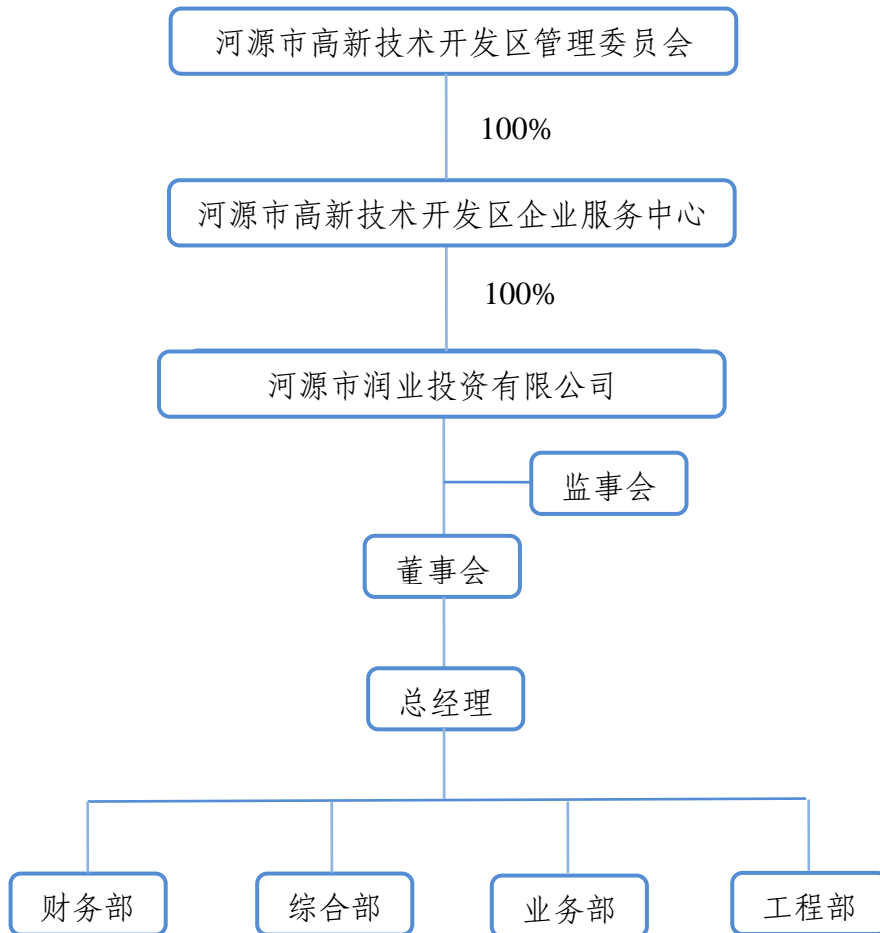 河源市高新技术开发区管理委员会
100%
河源市高新技术开发区企业服务中心
100%
河源市润业投资有限公司
监事会
董事会
总经理
财务部
综合部
业务部
工程部